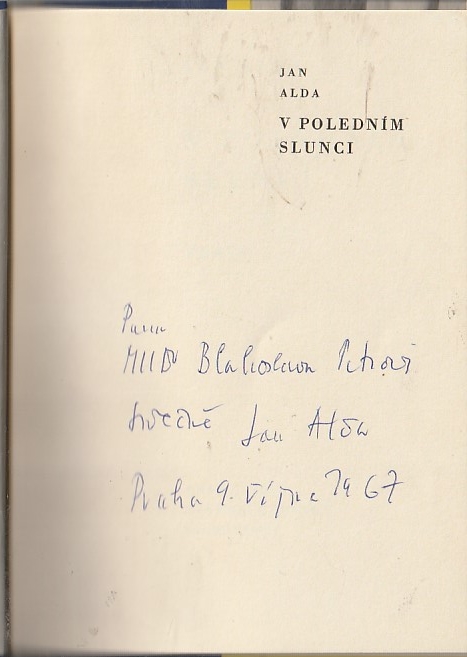 JAN
ALDA
V POLEDNÍM
SLUNCI
Panu
MUDr Blahoslavu Petrovi
srdečně Jan Alda
Praha 9. října 1967